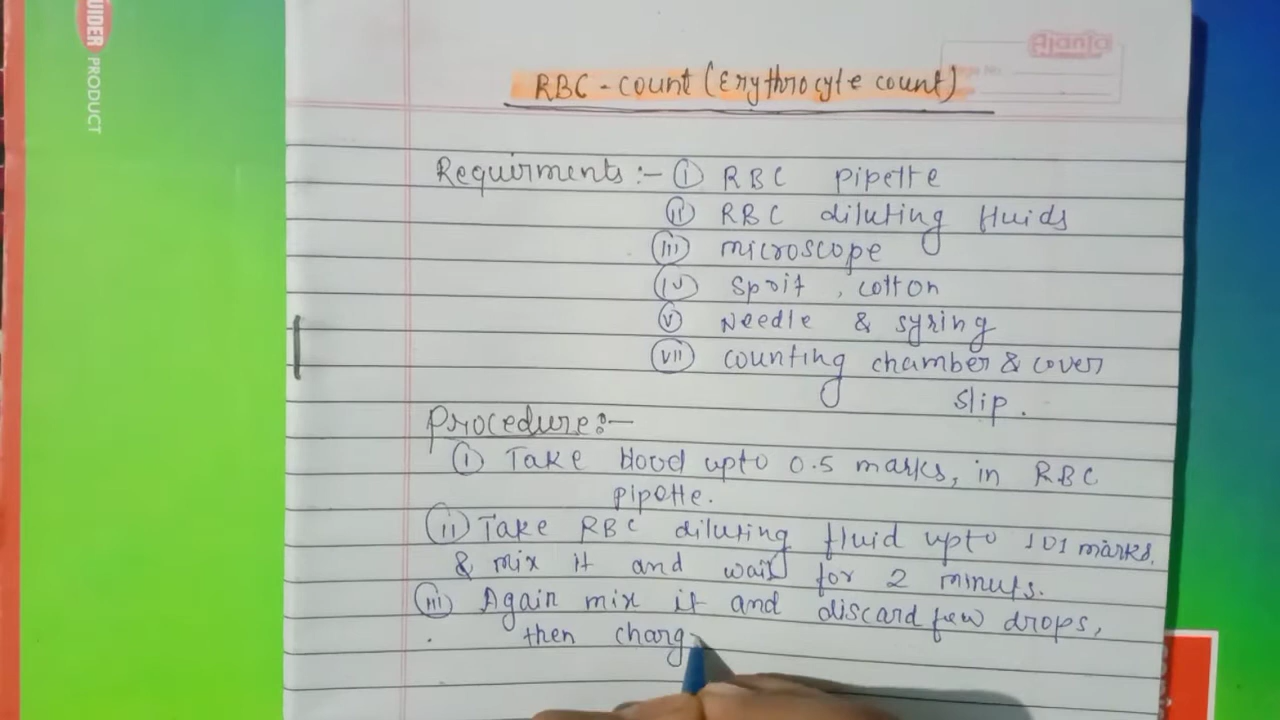 GUIDER PRODUCT
Ajanta
RBC - count (Erythrocyte count)
Requirments :- (i) RBC pipette
(ii) RBC diluting fluids
(iii) microscope
(iv) Sprit, cotton
(v) Needle & syring
(vii) counting chamber & cover
slip.
Procedure :-
(i) Take blood upto 0.5 marks, in RBC
pipette.
(ii) Take RBC diluting fluid upto 101 marks.
& mix it and wait for 2 minuts.
(iii) Again mix it and discard few drops,
then charg